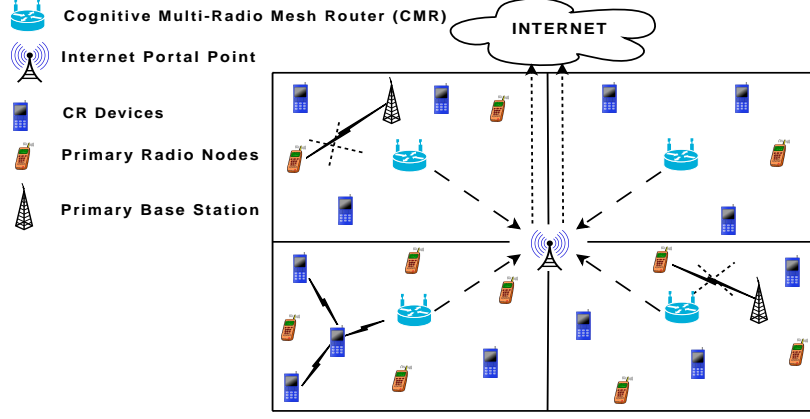 Cognitive Multi-Radio Mesh Router (CMR)
INTERNET
Internet Portal Point
CR Devices
Primary Radio Nodes
Primary Base Station